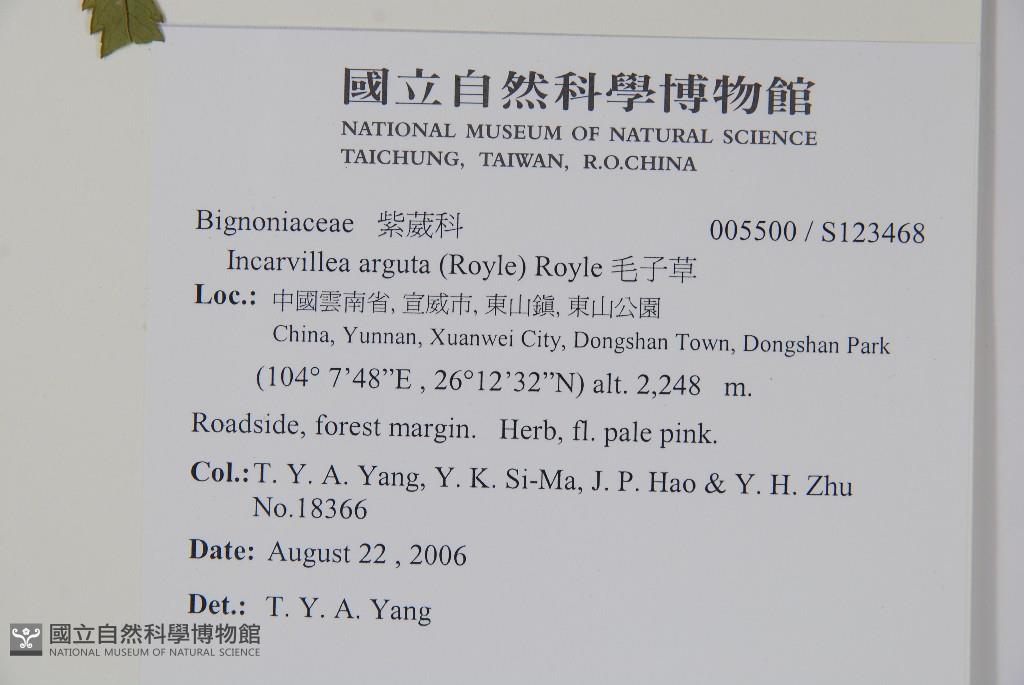 國立自然科學博物館
NATIONAL MUSEUM OF NATURAL SCIENCE
TAICHUNG, TAIWAN, R.O.CHINA
Bignoniaceae 紫葳科 005500 / S123468
Incarvillea arguta (Royle) Royle 毛子草
Loc.: 中國雲南省, 宣威市, 東山鎮, 東山公園
China, Yunnan, Xuanwei City, Dongshan Town, Dongshan Park
(104° 7'48”E , 26°12'32”N) alt. 2,248 m.
Roadside, forest margin. Herb, fl. pale pink.
Col.: T. Y. A. Yang, Y. K. Si-Ma, J. P. Hao & Y. H. Zhu
No.18366
Date: August 22 , 2006
Det.: T. Y. A. Yang
國立自然科學博物館
NATIONAL MUSEUM OF NATURAL SCIENCE